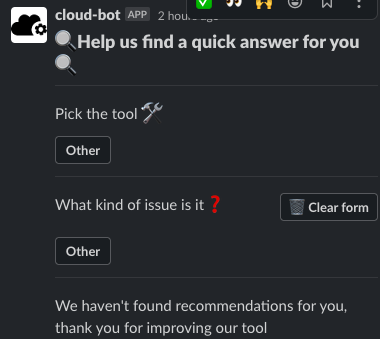 cloud-bot APP 2 hours ago
Help us find a quick answer for you
Pick the tool
Other
What kind of issue is it ❓
Clear form
Other
We haven't found recommendations for you,
thank you for improving our tool